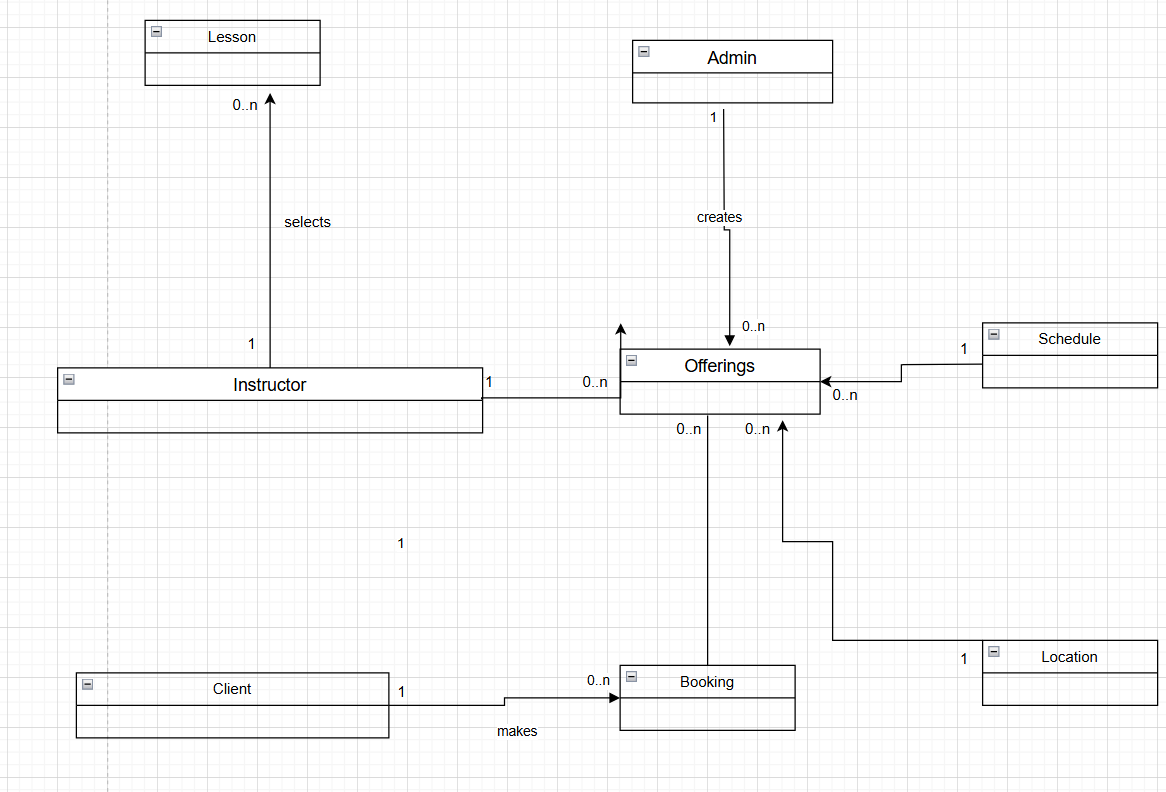 Lesson
Admin
0..n
1
selects
creates
0..n
1
Schedule
1
Offerings
Instructor
1
0..n
0..n
0..n
0..n
1
Location
1
Booking
0..n
Client
1
makes